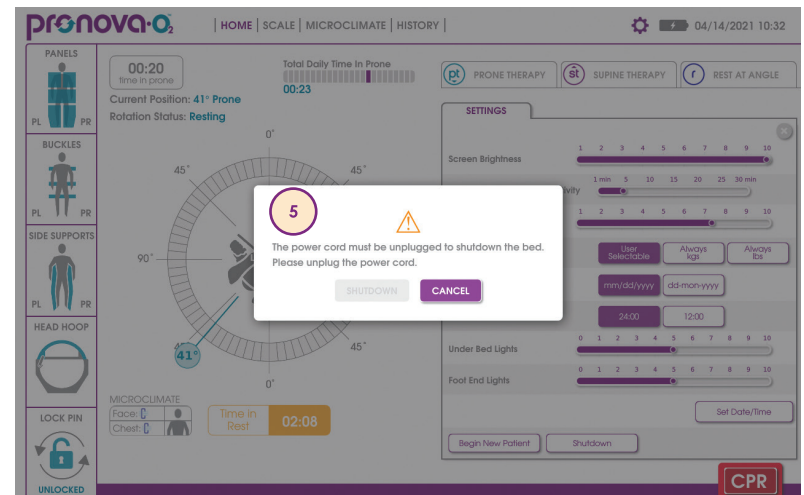 pronova·O2
| HOME | SCALE | MICROCLIMATE | HISTORY |
04/14/2021 10:32
PANELS
PL PR
BUCKLES
PL PR
SIDE SUPPORTS
PL PR
HEAD HOOP
LOCK PIN
UNLOCKED
00:20
time in prone
Total Daily Time In Prone
00:23
Current Position: 41° Prone
Rotation Status: Resting
0°
45° 45°
90°
41°
45°
0°
MICROCLIMATE
Face:
Chest:
Time in
Rest
02:08
pt PRONE THERAPY
st SUPINE THERAPY
r REST AT ANGLE
SETTINGS
Screen Brightness
1 2 3 4 5 6 7 8 9 10
1 min 5 10 15 20 25 30 min
1 2 3 4 5 6 7 8 9 10
User
Selectable
Always
kgs
Always
lbs
mm/dd/yyyy
dd-mon-yyyy
24:00
12:00
Under Bed Lights
0 1 2 3 4 5 6 7 8 9 10
Foot End Lights
0 1 2 3 4 5 6 7 8 9 10
Set Date/Time
Begin New Patient
Shutdown
CPR
5
The power cord must be unplugged to shutdown the bed.
Please unplug the power cord.
SHUTDOWN
CANCEL